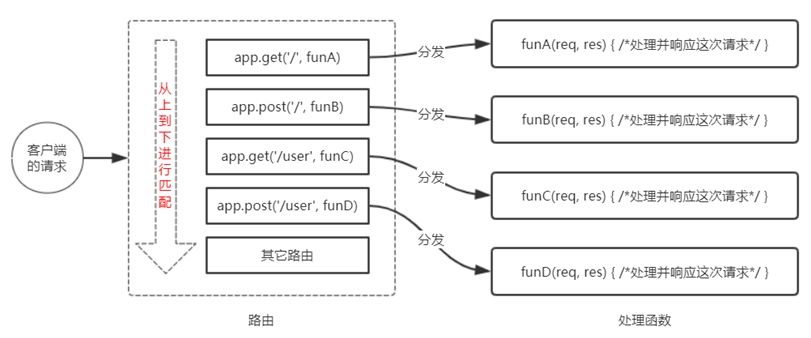 客户端
的请求
从上到下进行匹配
app.get('/', funA)
app.post('/', funB)
app.get('/user', funC)
app.post('/user', funD)
其它路由
路由
分发
分发
分发
分发
funA(req, res) { /*处理并响应这次请求*/ }
funB(req, res) { /*处理并响应这次请求*/ }
funC(req, res) { /*处理并响应这次请求*/ }
funD(req, res) { /*处理并响应这次请求*/ }
处理函数